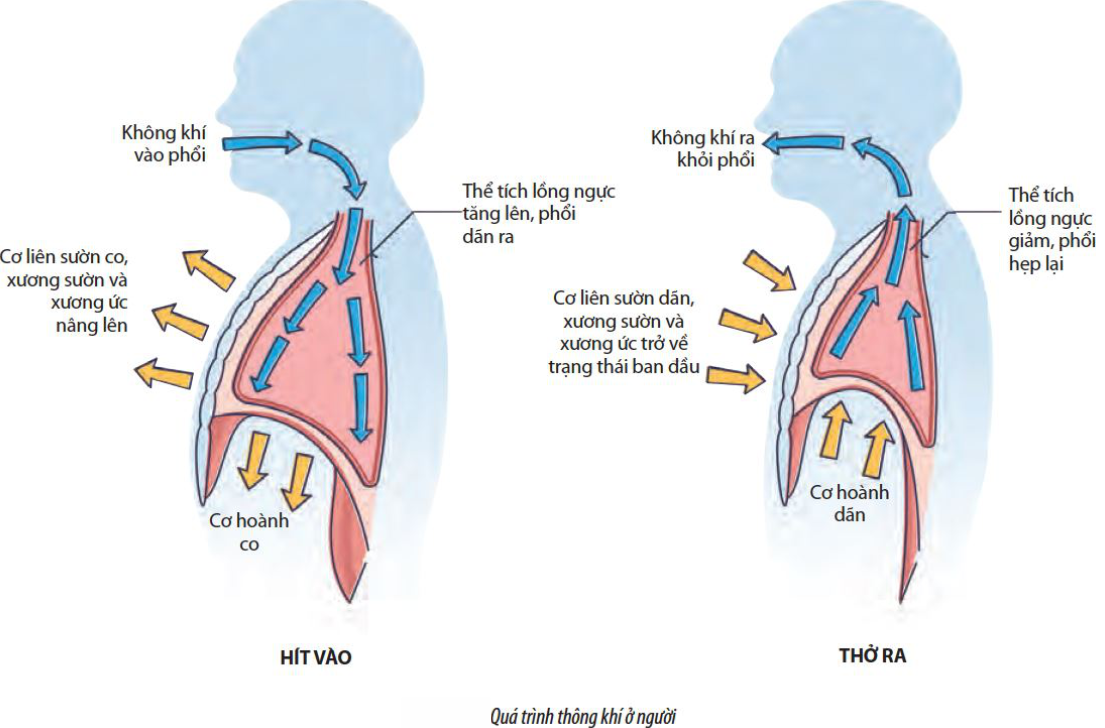 Không khí
vào phổi
Thể tích lồng ngực
tăng lên, phổi
dãn ra
Cơ liên sườn co,
xương sườn và
xương ức
nâng lên
Cơ hoành
co
HÍT VÀO
Không khí ra
khỏi phổi
Thể tích
lồng ngực
giảm, phổi
hẹp lại
Cơ liên sườn dãn,
xương sườn và
xương ức trở về
trạng thái ban dầu
Cơ hoành
dãn
THỞ RA
Quá trình thông khí ở người